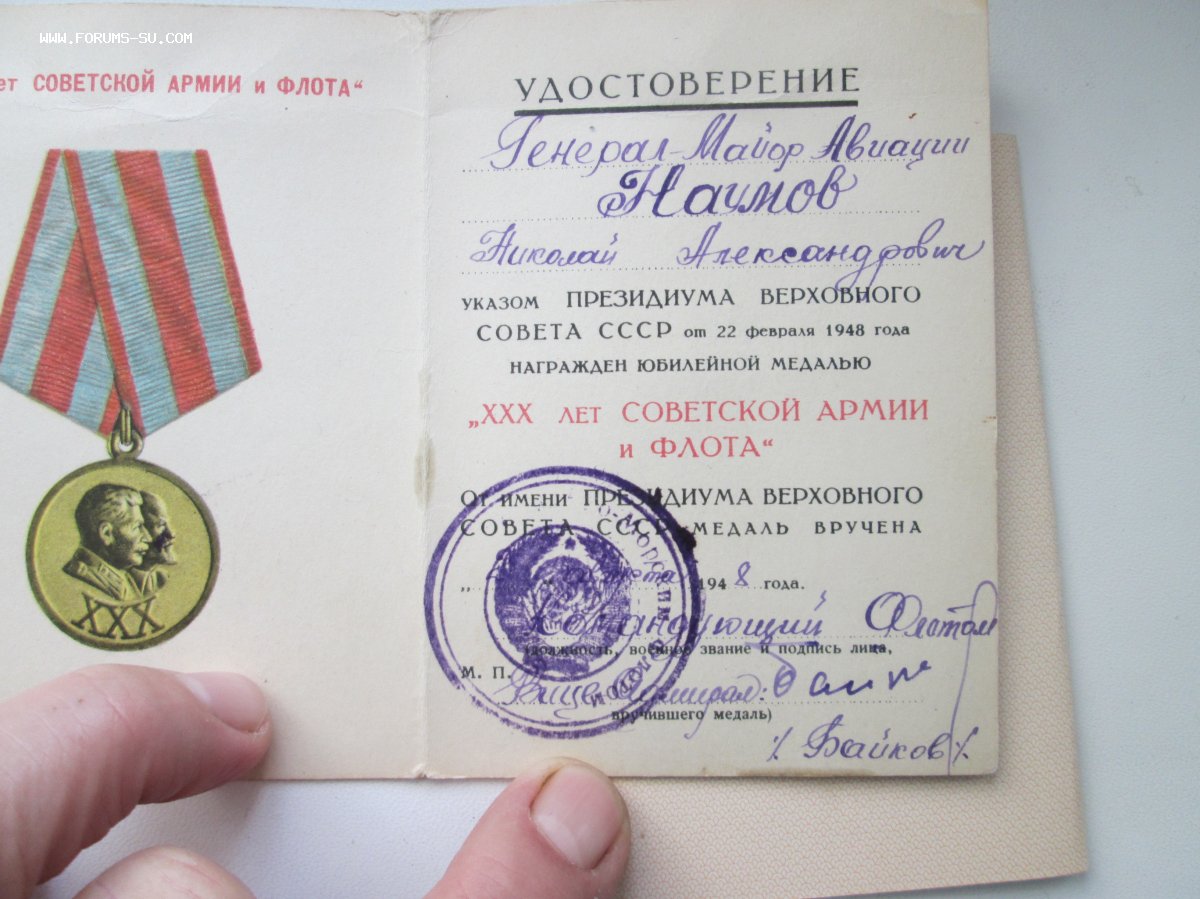 WWW.FORUMS-SU.COM
ет СОВЕТСКОЙ АРМИИ и ФЛОТА“
XXX
УДОСТОВЕРЕНИЕ
Генерал-Майор Авиации
Наумов
Николай Александрович
УКАЗОМ ПРЕЗИДИУМА ВЕРХОВНОГО
СОВЕТА СССР от 22 февраля 1948 года
НАГРАЖДЕН ЮБИЛЕЙНОЙ МЕДАЛЬЮ
„XXX ЛЕТ СОВЕТСКОЙ АРМИИ
И ФЛОТА“
От имени ПРЕЗИДИУМА ВЕРХОВНОГО
СОВЕТА СССР МЕДАЛЬ ВРУЧЕНА
1948 года.
Командующий Флотом
(должность, военное звание и подпись лица,
М. П. Вице-Адмирал:
вручившего медаль)
/Байков/